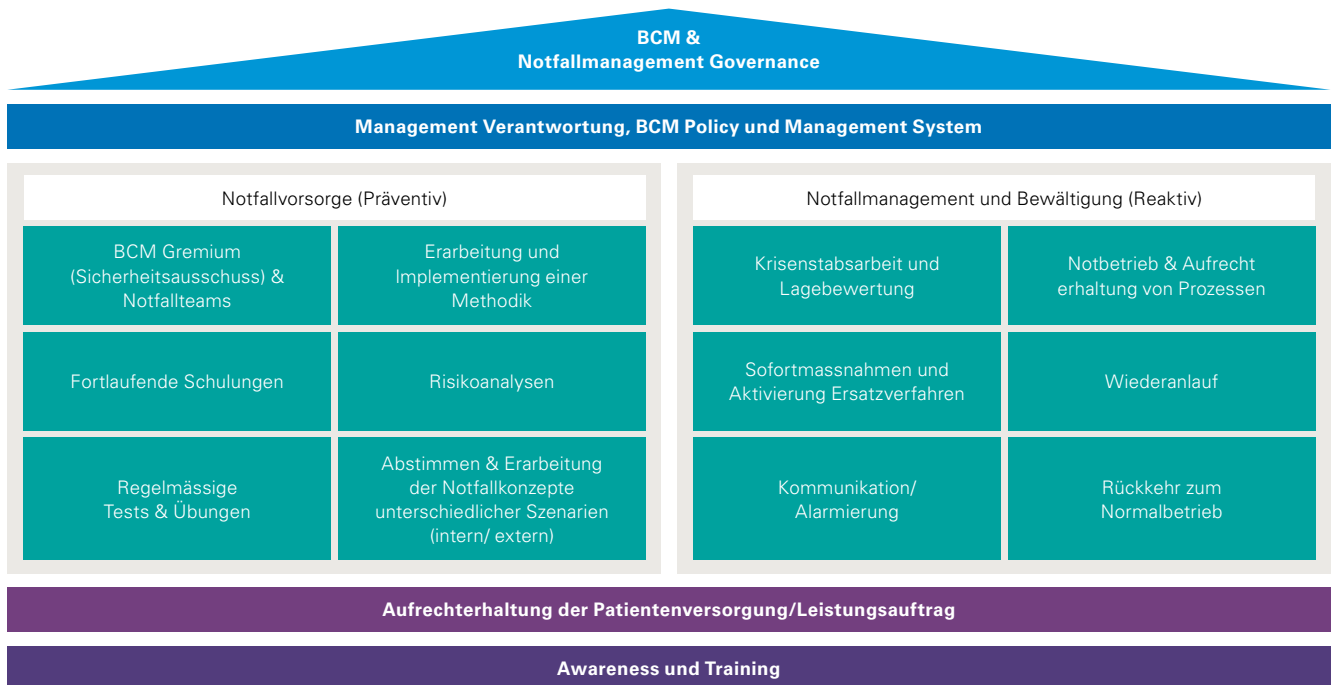 BCM &
Notfallmanagement Governance
Management Verantwortung, BCM Policy und Management System
Notfallvorsorge (Präventiv)
BCM Gremium
(Sicherheitsausschuss) &
Notfallteams
Erarbeitung und
Implementierung einer
Methodik
Fortlaufende Schulungen
Risikoanalysen
Regelmässige
Tests & Übungen
Abstimmen & Erarbeitung
der Notfallkonzepte
unterschiedlicher Szenarien
(intern/ extern)
Notfallmanagement und Bewältigung (Reaktiv)
Krisenstabsarbeit und
Lagebewertung
Notbetrieb & Aufrecht
erhaltung von Prozessen
Sofortmassnahmen und
Aktivierung Ersatzverfahren
Wiederanlauf
Kommunikation/
Alarmierung
Rückkehr zum
Normalbetrieb
Aufrechterhaltung der Patientenversorgung/Leistungsauftrag
Awareness und Training